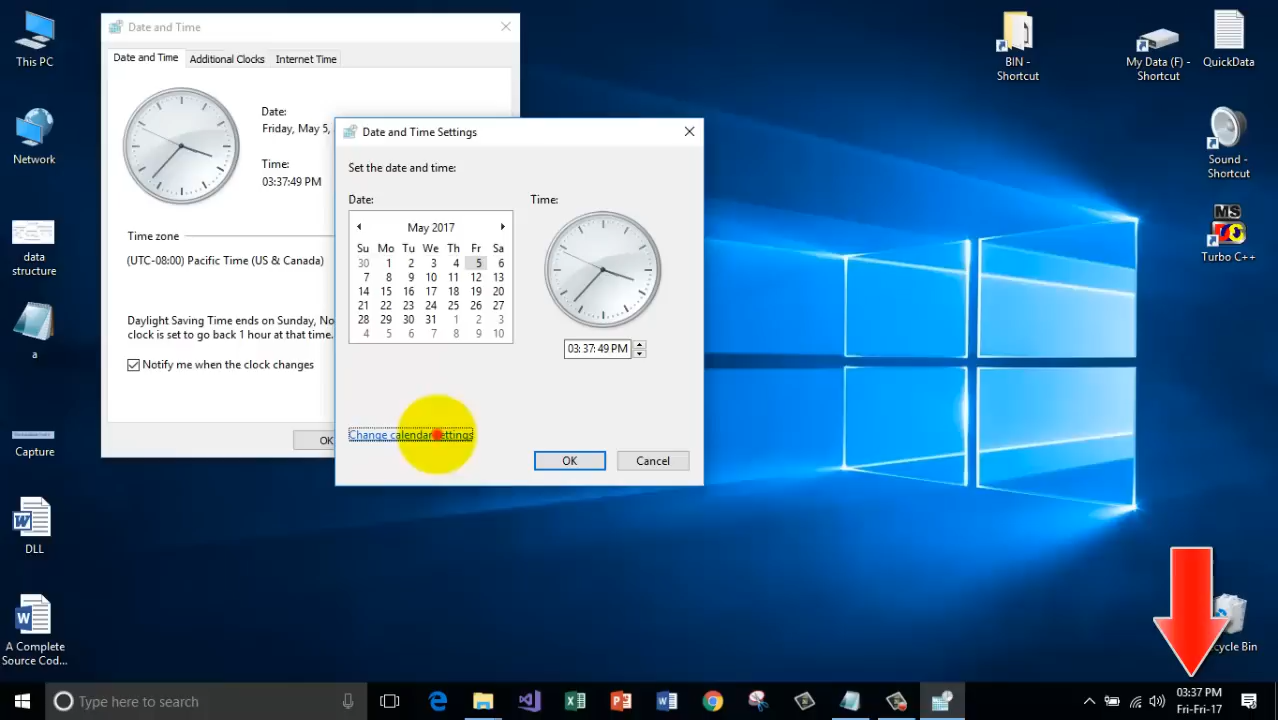 This PC
Network
data
structure
a
Capture
DLL
A Complete
Source Cod...
Date and Time
Date and Time
Additional Clocks
Internet Time
Date:
Friday, May 5,
Time:
03:37:49 PM
Time zone
(UTC-08:00) Pacific Time (US & Canada)
Daylight Saving Time ends on Sunday, No
clock is set to go back 1 hour at that time.
Notify me when the clock changes
OK
Date and Time Settings
Set the date and time:
Date:
May 2017
Su Mo Tu We Th Fr Sa
30 1 2 3 4 5 6
7 8 9 10 11 12 13
14 15 16 17 18 19 20
21 22 23 24 25 26 27
28 29 30 31 1 2 3
4 5 6 7 8 9 10
Time:
03: 37: 49 PM
Change calendar settings
OK
Cancel
BIN -
Shortcut
My Data (F) -
Shortcut
QuickData
Sound -
Shortcut
MS
Turbo C++
cycle Bin
Type here to search
03:37 PM
Fri-Fri-17